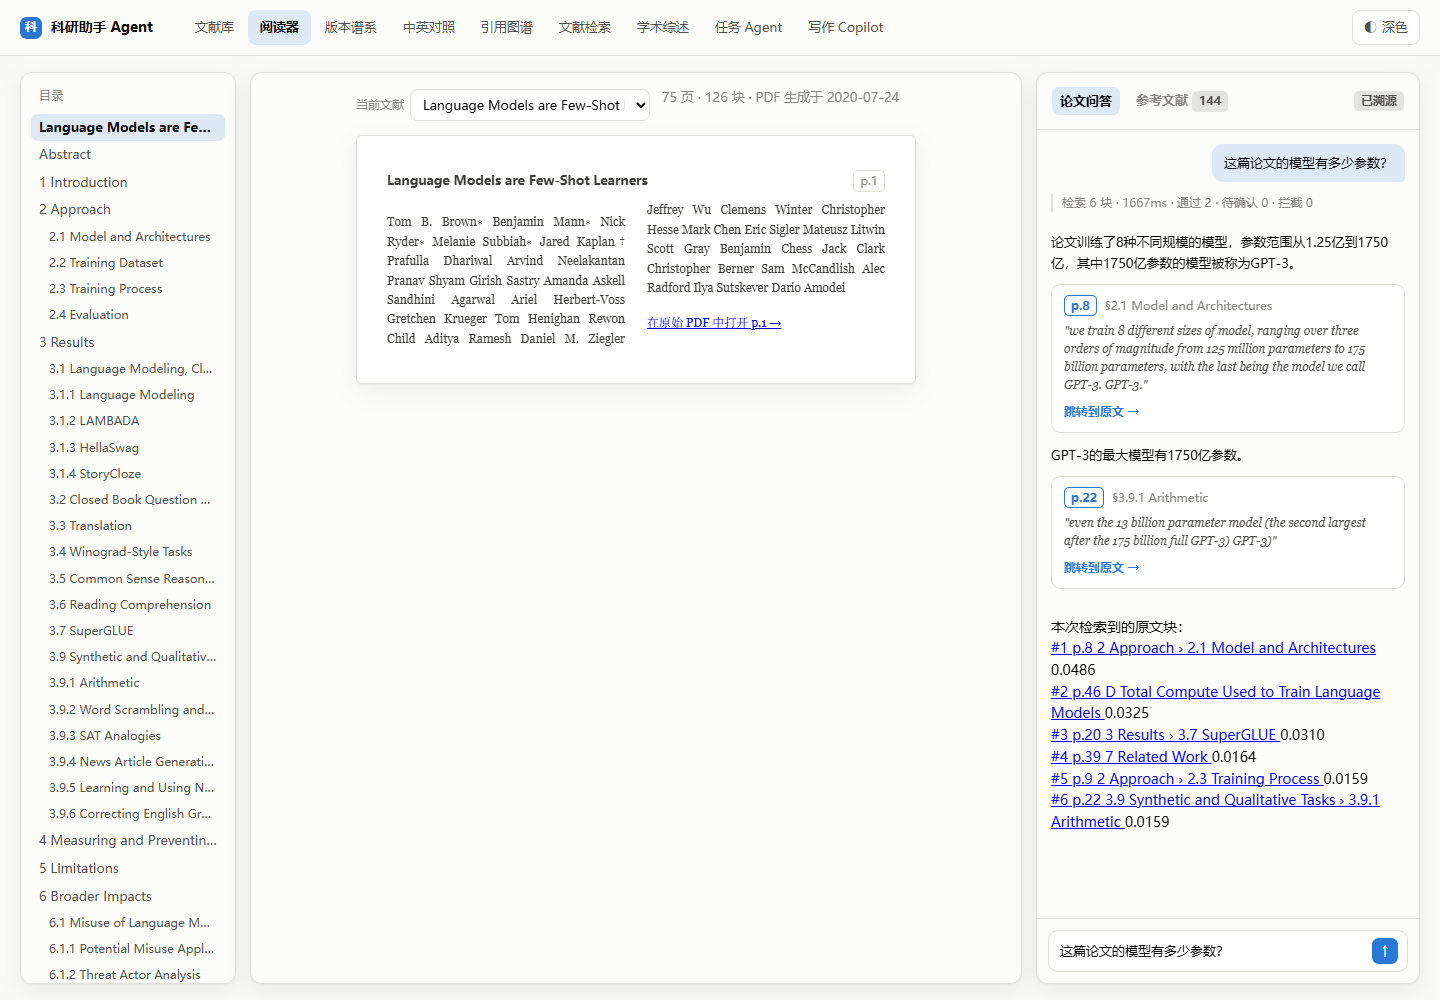 科 科研助手 Agent 文献库 阅读器 版本谱系 中英对照 引用图谱 文献检索 学术综述 任务 Agent 写作 Copilot 深色
目录
Language Models are Fe...
Abstract
1 Introduction
2 Approach
2.1 Model and Architectures
2.2 Training Dataset
2.3 Training Process
2.4 Evaluation
3 Results
3.1 Language Modeling, Cl...
3.1.1 Language Modeling
3.1.2 LAMBADA
3.1.3 HellaSwag
3.1.4 StoryCloze
3.2 Closed Book Question ...
3.3 Translation
3.4 Winograd-Style Tasks
3.5 Common Sense Reason...
3.6 Reading Comprehension
3.7 SuperGLUE
3.9 Synthetic and Qualitativ...
3.9.1 Arithmetic
3.9.2 Word Scrambling and...
3.9.3 SAT Analogies
3.9.4 News Article Generati...
3.9.5 Learning and Using N...
3.9.6 Correcting English Gr...
4 Measuring and Preventin...
5 Limitations
6 Broader Impacts
6.1 Misuse of Language M...
6.1.1 Potential Misuse Appl...
6.1.2 Threat Actor Analysis
当前文献 Language Models are Few-Shot 75 页 · 126 块 · PDF 生成于 2020-07-24
Language Models are Few-Shot Learners p.1
Tom B. Brown∗ Benjamin Mann∗ Nick
Ryder∗ Melanie Subbiah∗ Jared Kaplan †
Prafulla Dhariwal Arvind Neelakantan
Pranav Shyam Girish Sastry Amanda Askell
Sandhini Agarwal Ariel Herbert-Voss
Gretchen Krueger Tom Henighan Rewon
Child Aditya Ramesh Daniel M. Ziegler
Jeffrey Wu Clemens Winter Christopher
Hesse Mark Chen Eric Sigler Mateusz Litwin
Scott Gray Benjamin Chess Jack Clark
Christopher Berner Sam McCandlish Alec
Radford Ilya Sutskever Dario Amodei
在原始 PDF 中打开 p.1 →
论文问答 参考文献 144 已溯源
这篇论文的模型有多少参数？
检索 6 块 · 1667ms · 通过 2 · 待确认 0 · 拦截 0
论文训练了8种不同规模的模型，参数范围从1.25亿到1750
亿，其中1750亿参数的模型被称为GPT-3。
p.8 §2.1 Model and Architectures
"we train 8 different sizes of model, ranging over three
orders of magnitude from 125 million parameters to 175
billion parameters, with the last being the model we call
GPT-3. GPT-3."
跳转到原文 →
GPT-3的最大模型有1750亿参数。
p.22 §3.9.1 Arithmetic
"even the 13 billion parameter model (the second largest
after the 175 billion full GPT-3) GPT-3)"
跳转到原文 →
本次检索到的原文块：
#1 p.8 2 Approach › 2.1 Model and Architectures
0.0486
#2 p.46 D Total Compute Used to Train Language
Models 0.0325
#3 p.20 3 Results › 3.7 SuperGLUE 0.0310
#4 p.39 7 Related Work 0.0164
#5 p.9 2 Approach › 2.3 Training Process 0.0159
#6 p.22 3.9 Synthetic and Qualitative Tasks › 3.9.1
Arithmetic 0.0159
这篇论文的模型有多少参数？ ↑